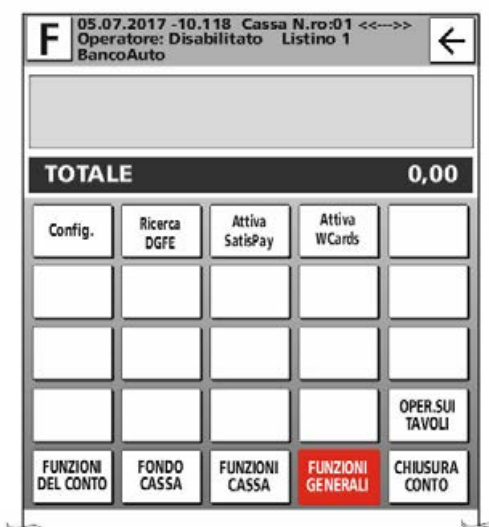 F
05.07.2017 -10.118 Cassa N.ro:01 <<--->>
Operatore: Disabilitato Listino 1
BancoAuto
TOTALE 0,00
Config.
Ricerca
DGFE
Attiva
SatisPay
Attiva
WCards
OPER.SUI
TAVOLI
FUNZIONI
DEL CONTO
FONDO
CASSA
FUNZIONI
CASSA
FUNZIONI
GENERALI
CHIUSURA
CONTO